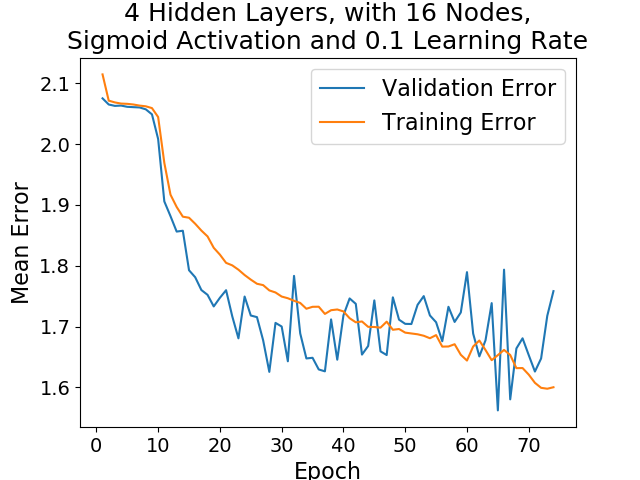 4 Hidden Layers, with 16 Nodes,
Sigmoid Activation and 0.1 Learning Rate
Validation Error
Training Error
Mean Error
2.1
2.0
1.9
1.8
1.7
1.6
0 10 20 30 40 50 60 70
Epoch